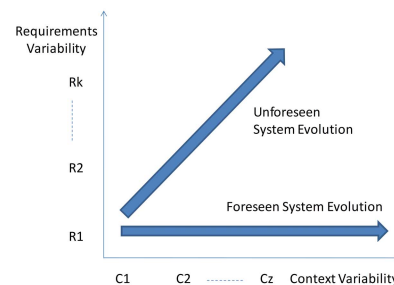 Requirements
Variability
Rk
Unforeseen
System Evolution
R2
Foreseen System Evolution
R1
C1 C2 Cz Context Variability